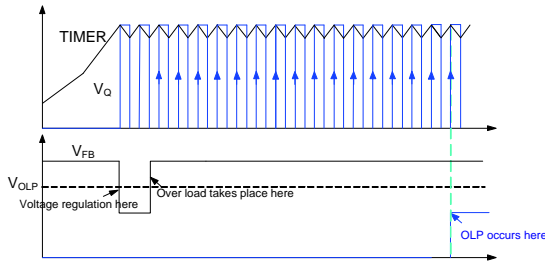 TIMER
VQ
VFB
VOLP
Over load takes place here
Voltage regulation here
OLP occurs here